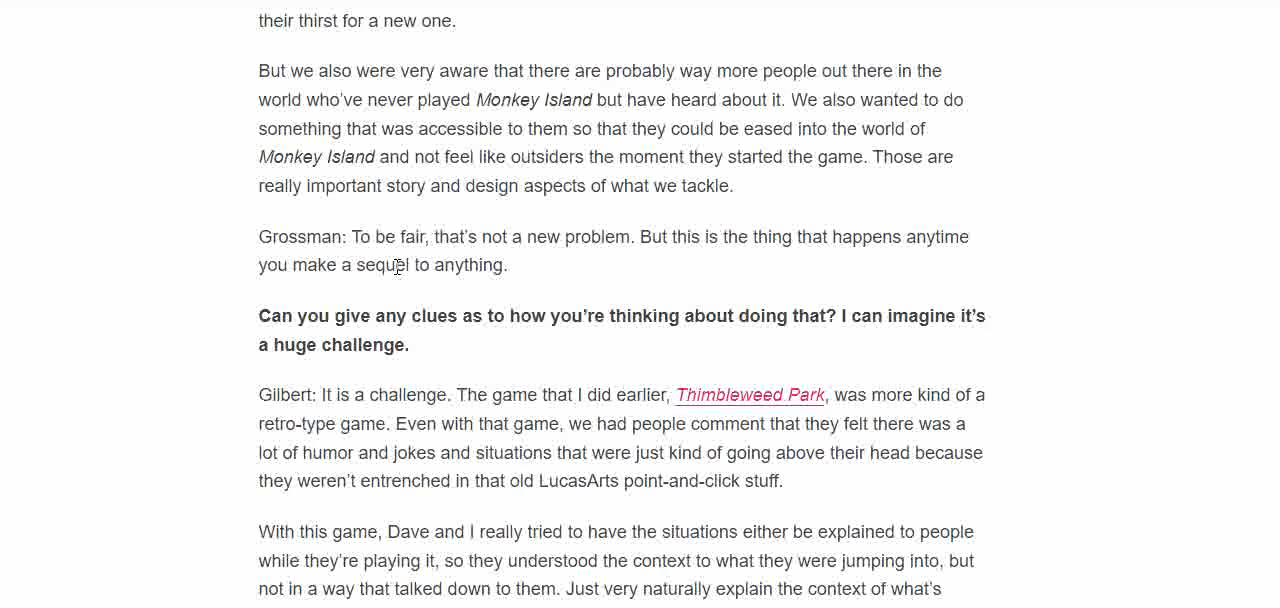 their thirst for a new one.
But we also were very aware that there are probably way more people out there in the
world who’ve never played Monkey Island but have heard about it. We also wanted to do
something that was accessible to them so that they could be eased into the world of
Monkey Island and not feel like outsiders the moment they started the game. Those are
really important story and design aspects of what we tackle.
Grossman: To be fair, that’s not a new problem. But this is the thing that happens anytime
you make a sequel to anything.
Can you give any clues as to how you’re thinking about doing that? I can imagine it’s
a huge challenge.
Gilbert: It is a challenge. The game that I did earlier, Thimbleweed Park, was more kind of a
retro-type game. Even with that game, we had people comment that they felt there was a
lot of humor and jokes and situations that were just kind of going above their head because
they weren’t entrenched in that old LucasArts point-and-click stuff.
With this game, Dave and I really tried to have the situations either be explained to people
while they’re playing it, so they understood the context to what they were jumping into, but
not in a way that talked down to them. Just very naturally explain the context of what’s